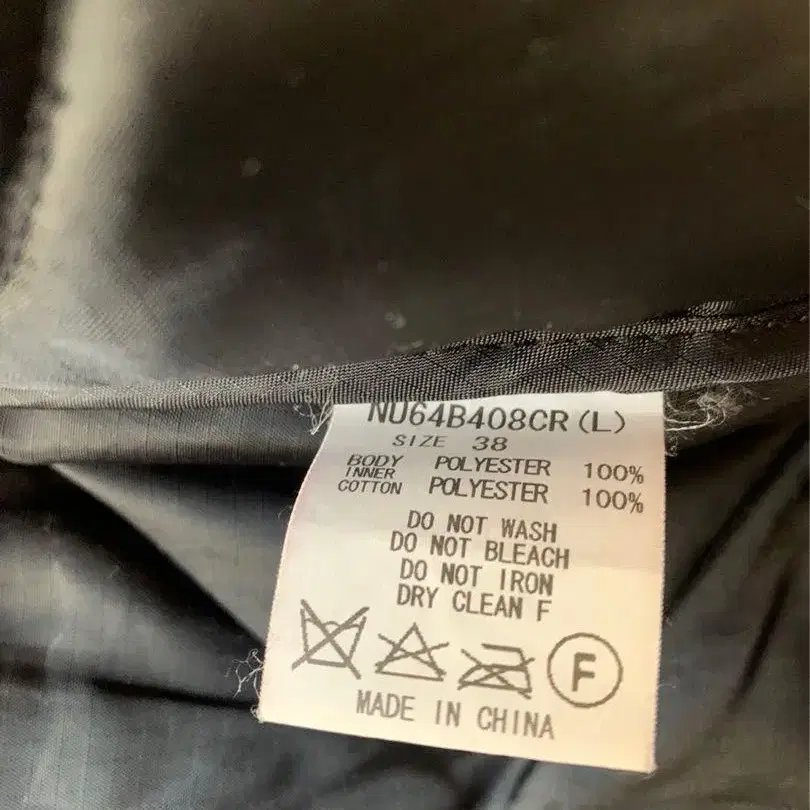 NU64B408CR(L)
SIZE 38
BODY POLYESTER 100%
INNER
COTTON POLYESTER 100%
DO NOT WASH
DO NOT BLEACH
DO NOT IRON
DRY CLEAN F
F
MADE IN CHINA